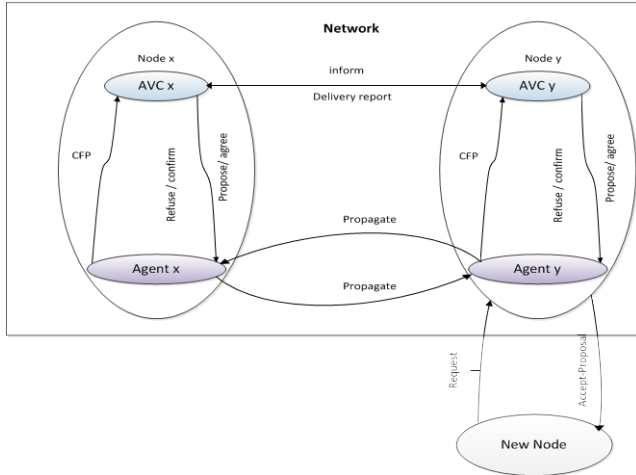 Network
Node x
Node y
AVC x
inform
AVC y
Delivery report
CFP
Refuse / confirm
Propose/ agree
CFP
Refuse / confirm
Propose/ agree
Propagate
Agent x
Agent y
Propagate
Request
Accept-Proposal
New Node